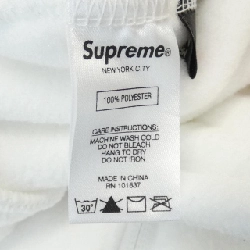 Supreme®
NEW YORK CITY
100% POLYESTER
CARE INSTRUCTIONS:
MACHINE WASH COLD
DO NOT BLEACH
HANG TO DRY
DO NOT IRON
MADE IN CHINA
RN 101837
30°